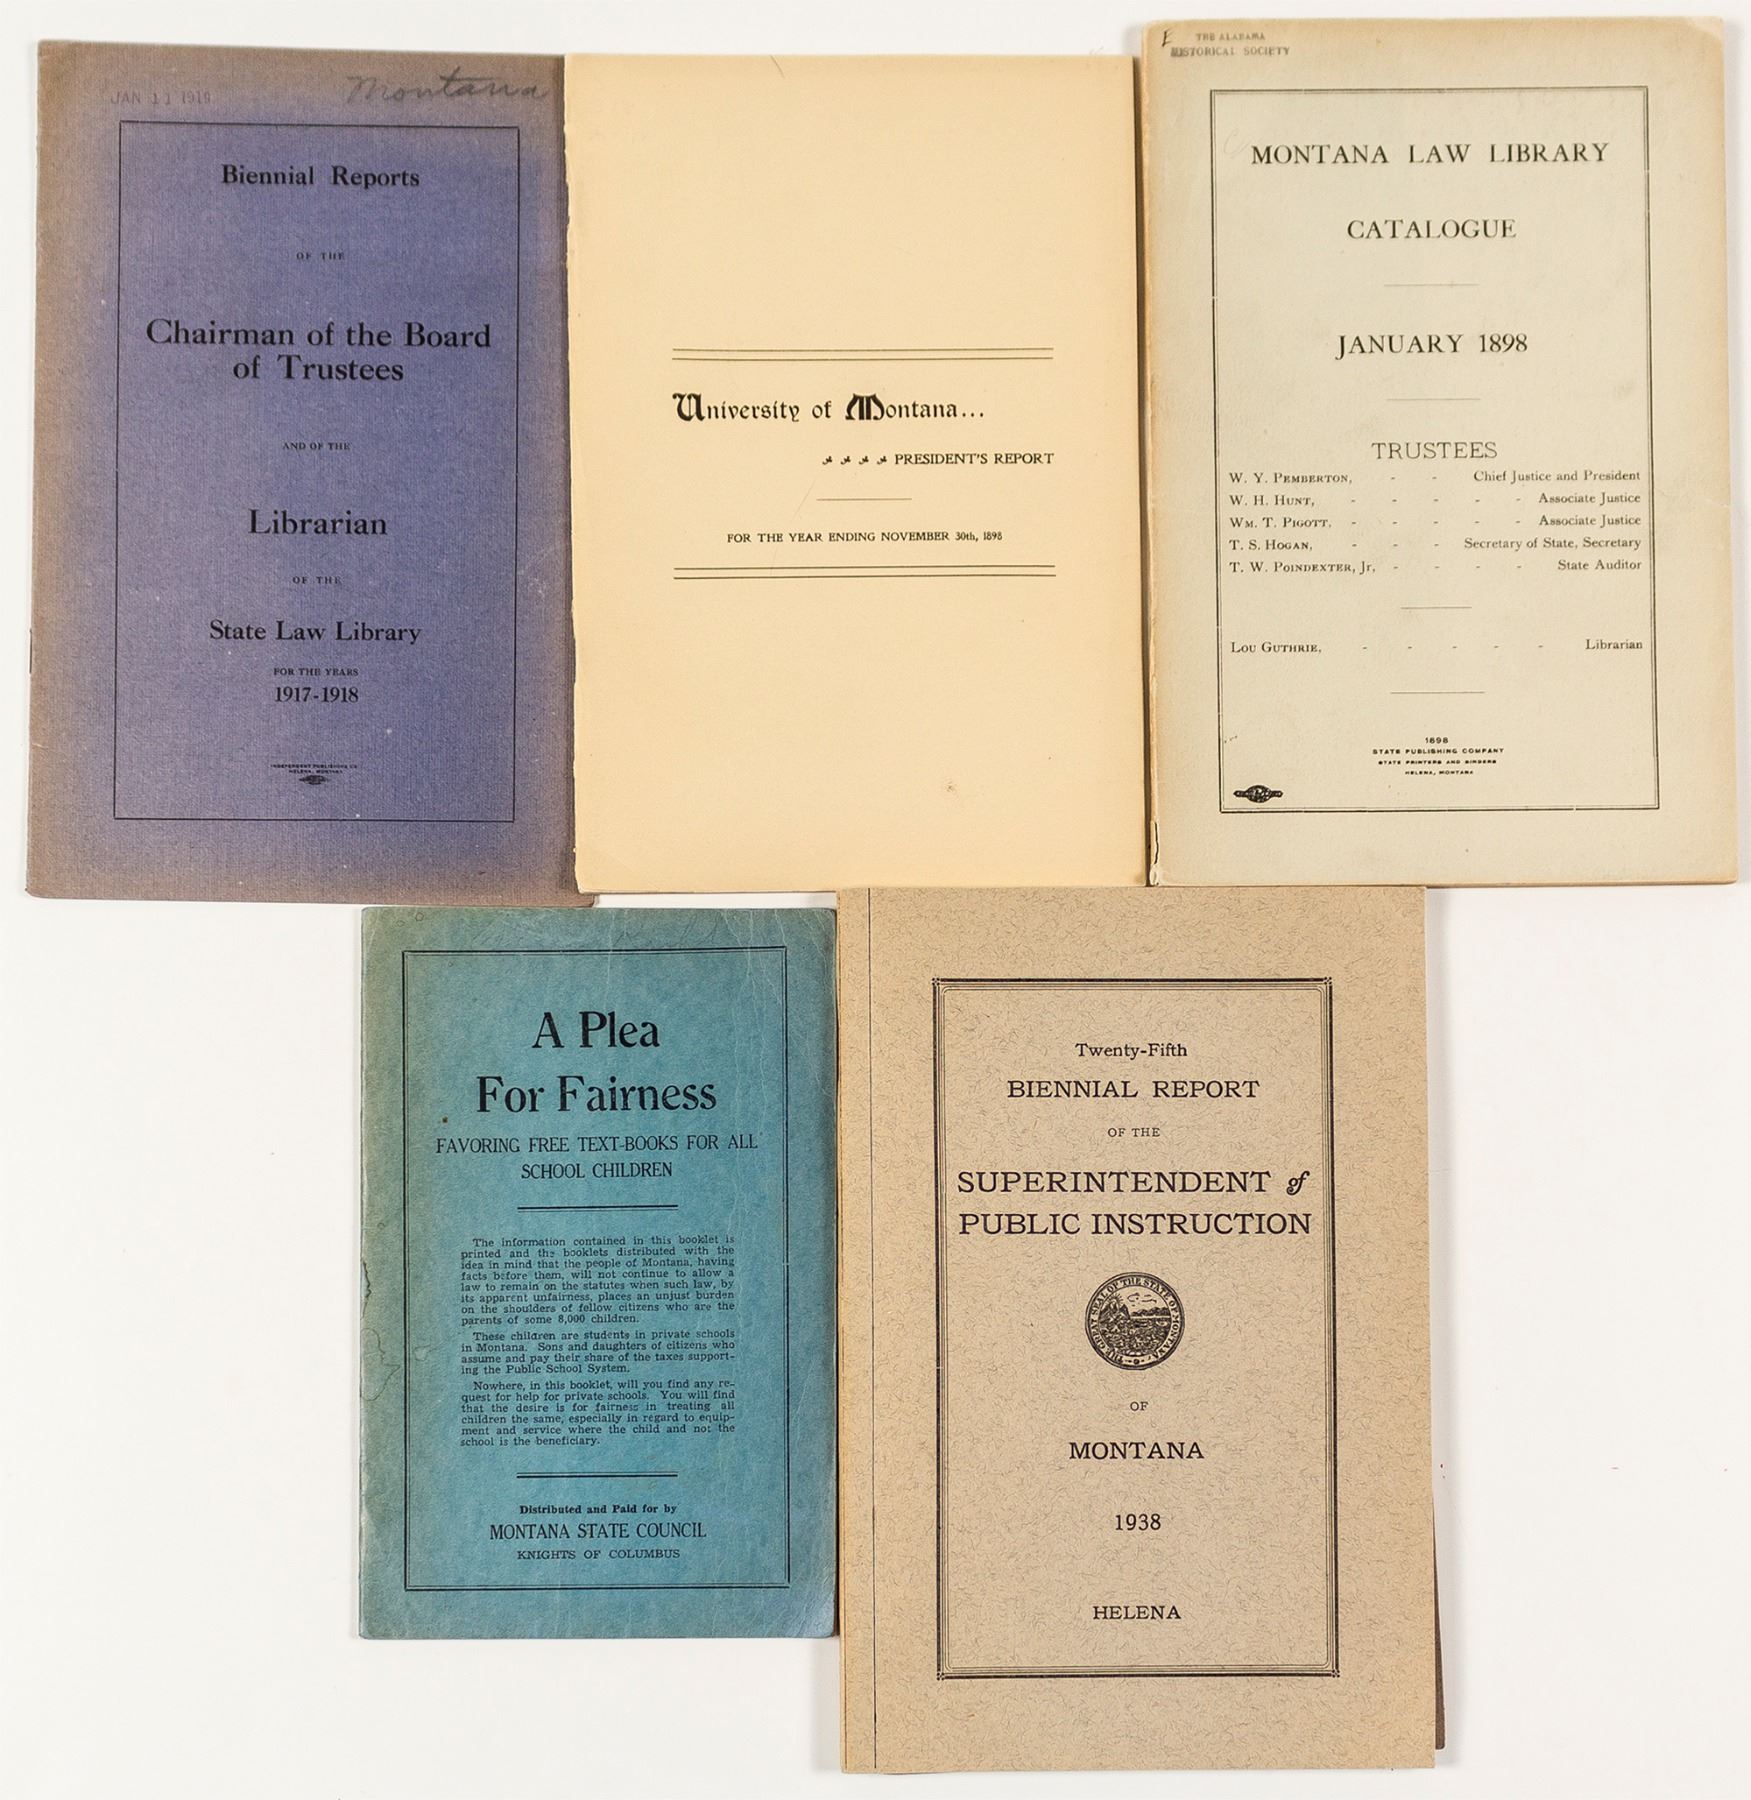 JAN 11 1919
Montana
Biennial Reports
OF THE
Chairman of the Board
of Trustees
AND OF THE
Librarian
OF THE
State Law Library
FOR THE YEARS
1917-1918
INDEPENDENT PUBLISHING CO
HELENA, MONTANA
University of Montana...
PRESIDENT'S REPORT
FOR THE YEAR ENDING NOVEMBER 30th, 1898
E
THE ALABAMA
HISTORICAL SOCIETY
MONTANA LAW LIBRARY
CATALOGUE
JANUARY 1898
TRUSTEES
W. Y. PEMBERTON, - - Chief Justice and President
W. H. HUNT, - - - - - Associate Justice
WM. T. PIGOTT, - - - - - Associate Justice
T. S. HOGAN, - - - Secretary of State, Secretary
T. W. POINDEXTER, Jr, - - - - State Auditor
LOU GUTHRIE, - - - - - Librarian
1898
STATE PUBLISHING COMPANY
STATE PRINTERS AND BINDERS
HELENA, MONTANA
A Plea
For Fairness
FAVORING FREE TEXT-BOOKS FOR ALL
SCHOOL CHILDREN
The information contained in this booklet is
printed and the booklets distributed with the
idea in mind that the people of Montana, having
facts before them, will not continue to allow a
law to remain on the statutes when such law, by
its apparent unfairness, places an unjust burden
on the shoulders of fellow citizens who are the
parents of some 8,000 children.
These children are students in private schools
in Montana. Sons and daughters of citizens who
assume and pay their share of the taxes support-
ing the Public School System.
Nowhere, in this booklet, will you find any re-
quest for help for private schools. You will find
that the desire is for fairness in treating all
children the same, especially in regard to equip-
ment and service where the child and not the
school is the beneficiary.
Distributed and Paid for by
MONTANA STATE COUNCIL
KNIGHTS OF COLUMBUS
Twenty-Fifth
BIENNIAL REPORT
OF THE
SUPERINTENDENT of
PUBLIC INSTRUCTION
THE GREAT SEAL OF THE STATE OF MONTANA
OF
MONTANA
1938
HELENA